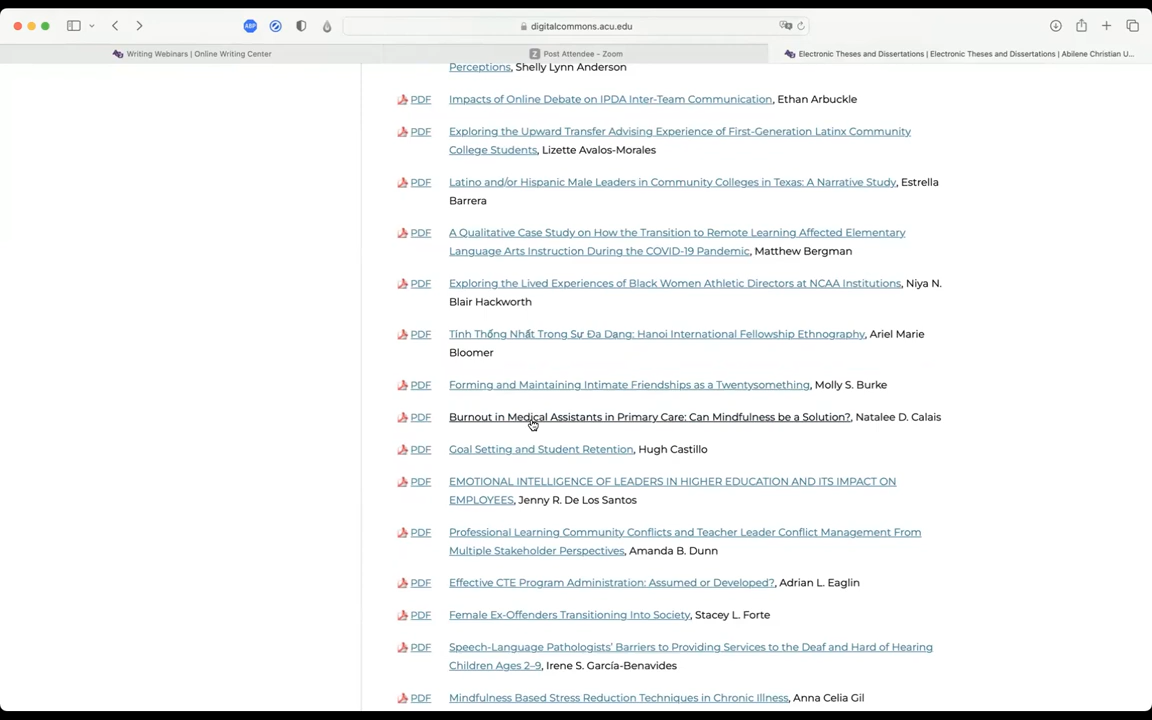 ABP
digitalcommons.acu.edu
Writing Webinars | Online Writing Center
Z Post Attendee - Zoom
Electronic Theses and Dissertations | Electronic Theses and Dissertations | Abilene Christian U...
Perceptions, Shelly Lynn Anderson
PDF Impacts of Online Debate on IPDA Inter-Team Communication, Ethan Arbuckle
PDF Exploring the Upward Transfer Advising Experience of First-Generation Latinx Community
College Students, Lizette Avalos-Morales
PDF Latino and/or Hispanic Male Leaders in Community Colleges in Texas: A Narrative Study, Estrella
Barrera
PDF A Qualitative Case Study on How the Transition to Remote Learning Affected Elementary
Language Arts Instruction During the COVID-19 Pandemic, Matthew Bergman
PDF Exploring the Lived Experiences of Black Women Athletic Directors at NCAA Institutions, Niya N.
Blair Hackworth
PDF Tính Thống Nhất Trong Sự Đa Dạng: Hanoi International Fellowship Ethnography, Ariel Marie
Bloomer
PDF Forming and Maintaining Intimate Friendships as a Twentysomething, Molly S. Burke
PDF Burnout in Medical Assistants in Primary Care: Can Mindfulness be a Solution?, Natalee D. Calais
PDF Goal Setting and Student Retention, Hugh Castillo
PDF EMOTIONAL INTELLIGENCE OF LEADERS IN HIGHER EDUCATION AND ITS IMPACT ON
EMPLOYEES, Jenny R. De Los Santos
PDF Professional Learning Community Conflicts and Teacher Leader Conflict Management From
Multiple Stakeholder Perspectives, Amanda B. Dunn
PDF Effective CTE Program Administration: Assumed or Developed?, Adrian L. Eaglin
PDF Female Ex-Offenders Transitioning Into Society, Stacey L. Forte
PDF Speech-Language Pathologists' Barriers to Providing Services to the Deaf and Hard of Hearing
Children Ages 2–9, Irene S. García-Benavides
PDF Mindfulness Based Stress Reduction Techniques in Chronic Illness, Anna Celia Gil